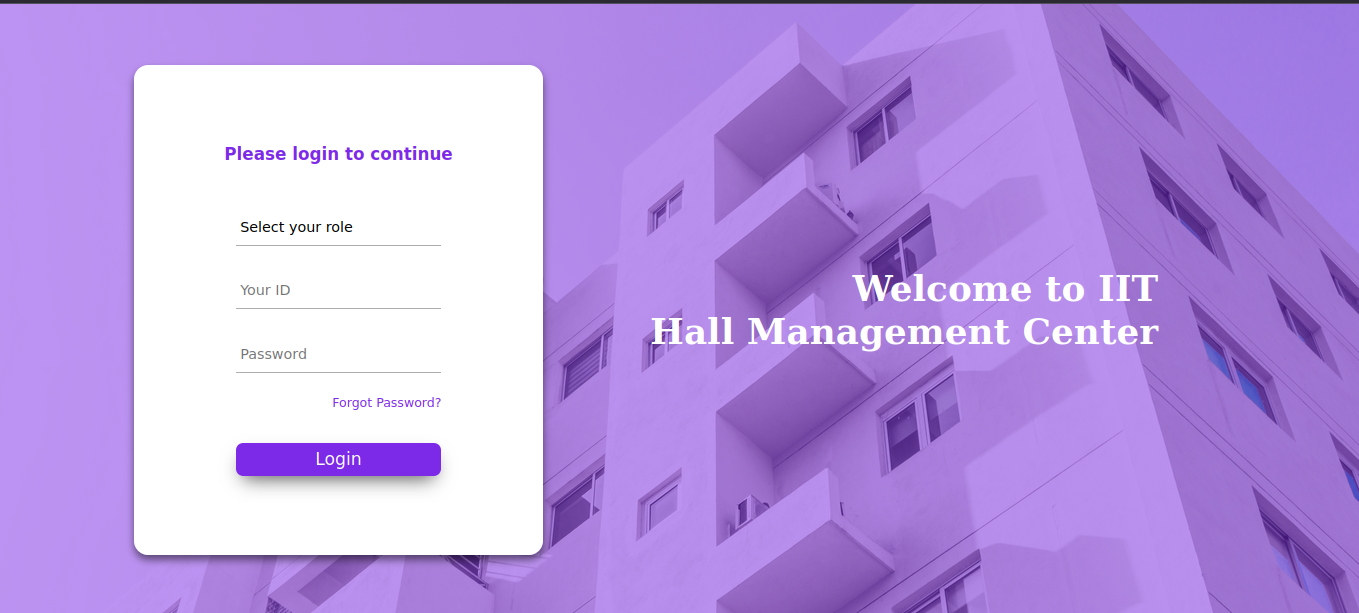 Please login to continue
Select your role
Your ID
Password
Forgot Password?
Login
Welcome to IIT
Hall Management Center